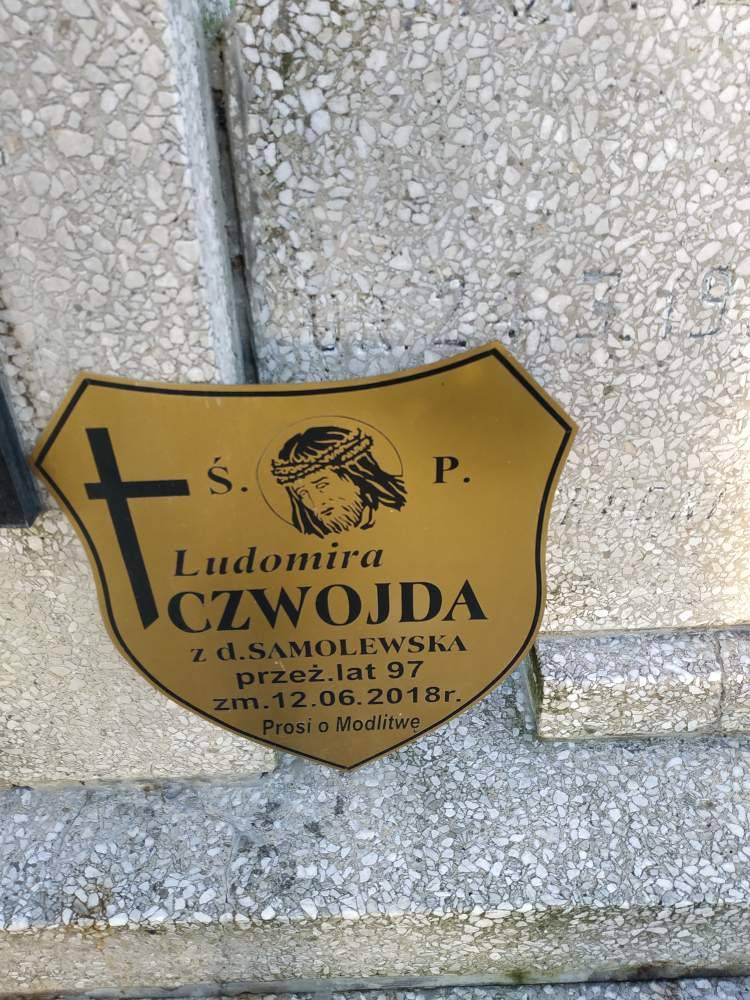 Ś. P.
Ludomira
CZWOJDA
z d.SAMOLEWSKA
przeż.lat 97
zm.12.06.2018r.
Prosi o Modlitwę